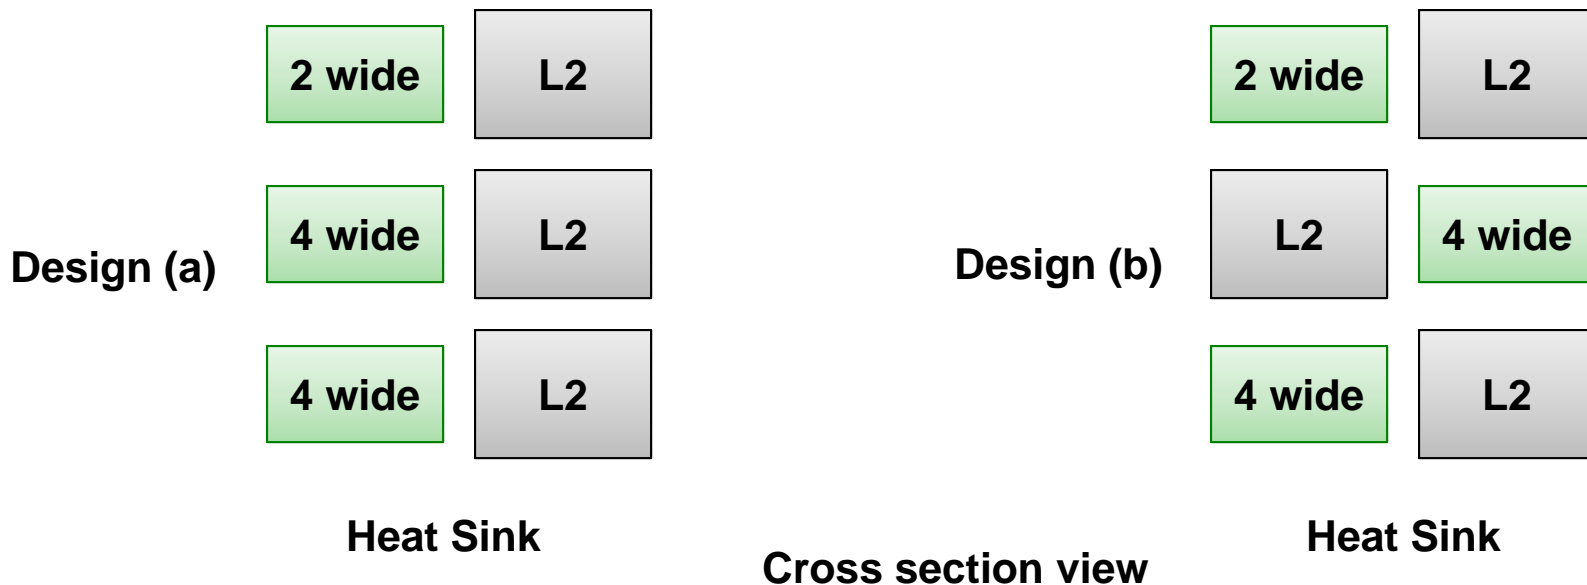 2 wide
L2
4 wide
L2
Design (a)
4 wide
L2
Heat Sink
2 wide
L2
L2
4 wide
Design (b)
4 wide
L2
Heat Sink
Cross section view